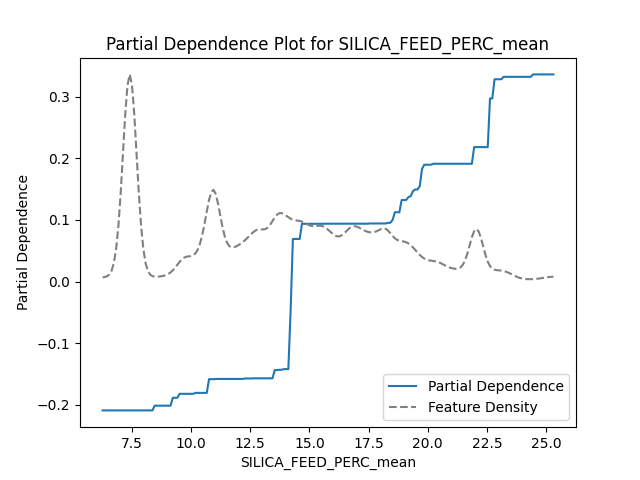 Partial Dependence Plot for SILICA_FEED_PERC_mean
Partial Dependence
0.3
0.2
0.1
0.0
−0.1
−0.2
Partial Dependence
Feature Density
7.5 10.0 12.5 15.0 17.5 20.0 22.5 25.0
SILICA_FEED_PERC_mean